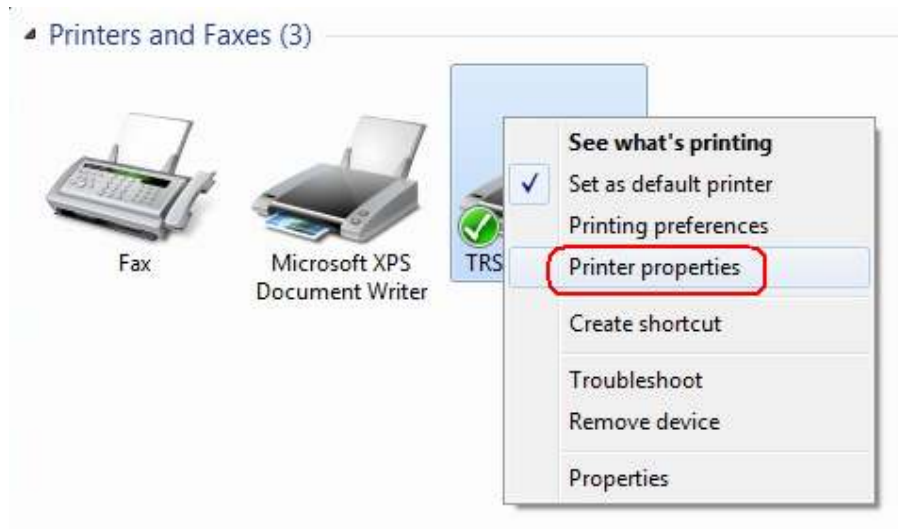 Printers and Faxes (3)
Fax
Microsoft XPS
Document Writer
TRS
See what's printing
Set as default printer
Printing preferences
Printer properties
Create shortcut
Troubleshoot
Remove device
Properties